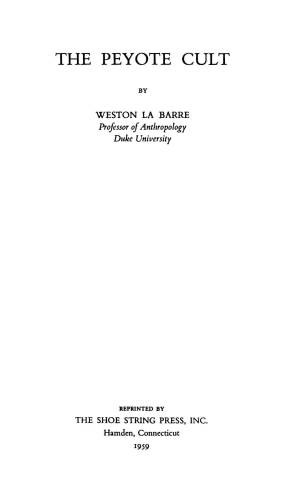 THE PEYOTE CULT
BY
WESTON LA BARRE
Professor of Anthropology
Duke University
REPRINTED BY
THE SHOE STRING PRESS, INC.
Hamden, Connecticut
1959